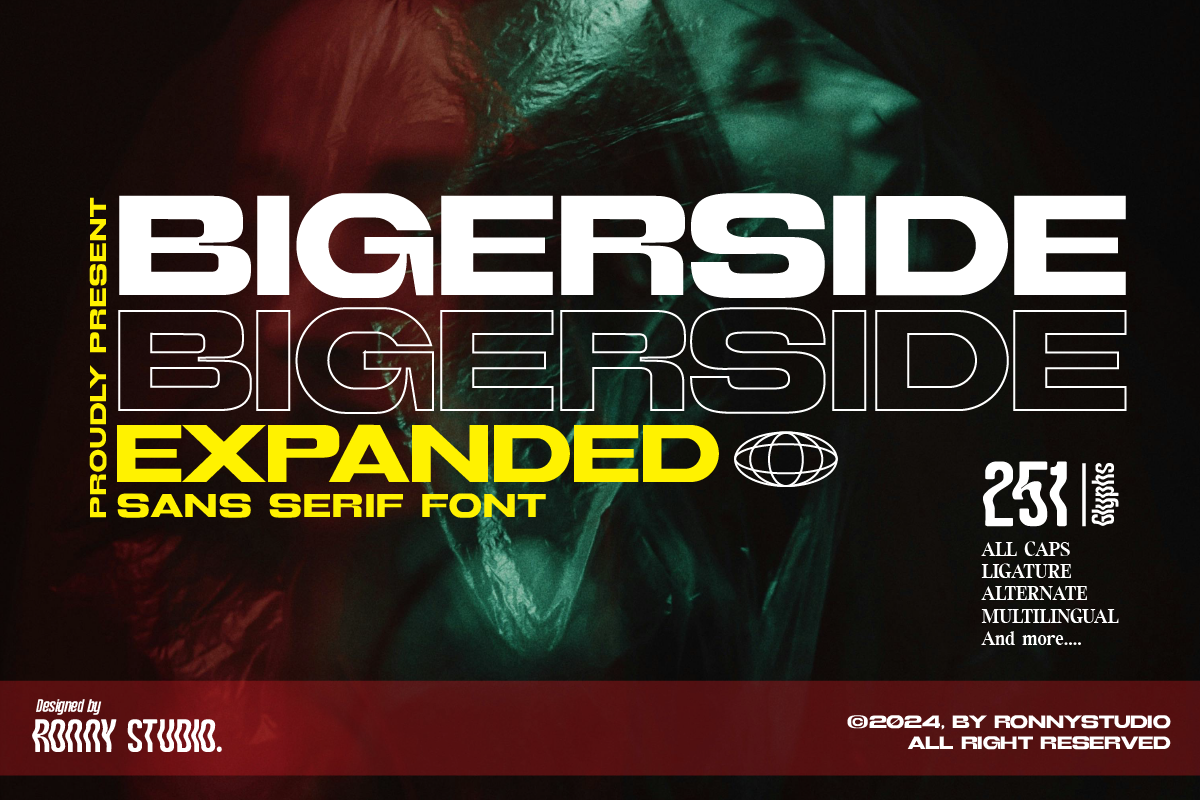 PROUDLY PRESENT
BIGERSIDE
BIGERSIDE
EXPANDED
SANS SERIF FONT
251
Glyphs
ALL CAPS
LIGATURE
ALTERNATE
MULTILINGUAL
And more....
Designed by
RONNY STUDIO.
©2024, BY RONNYSTUDIO
ALL RIGHT RESERVED